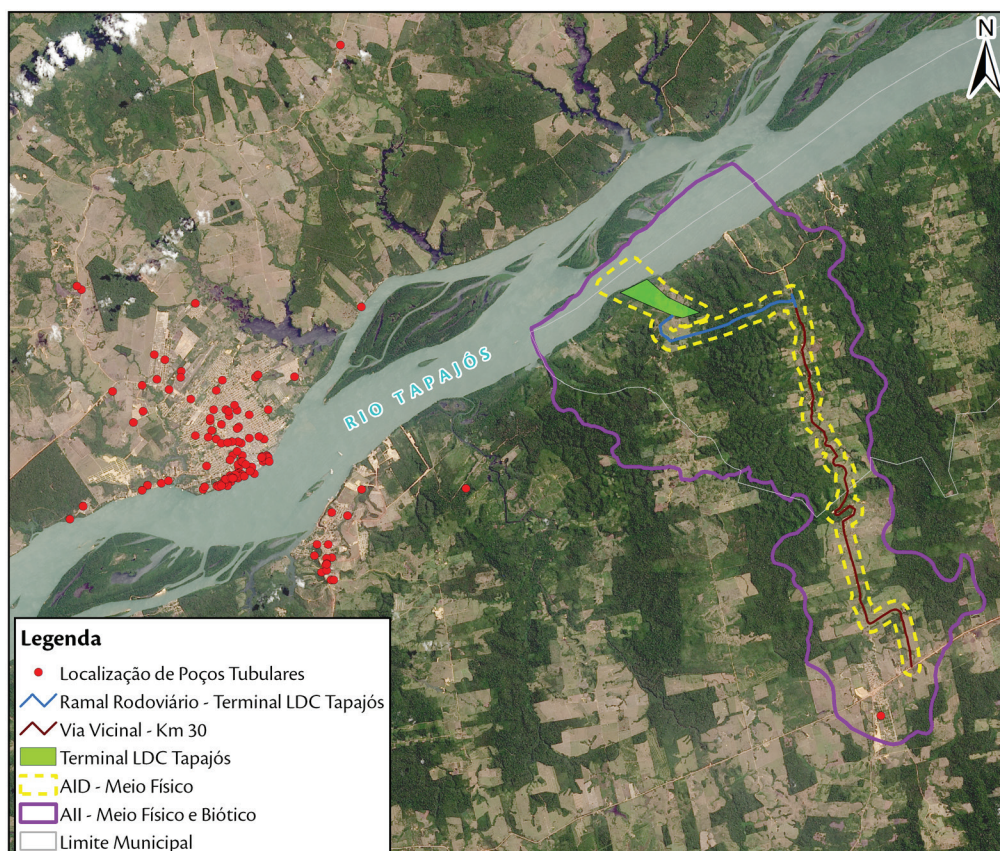 N
RIO TAPAJÓS
Legenda
Localização de Poços Tubulares
Ramal Rodoviário - Terminal LDC Tapajós
Via Vicinal - Km 30
Terminal LDC Tapajós
AID - Meio Físico
AII - Meio Físico e Biótico
Limite Municipal